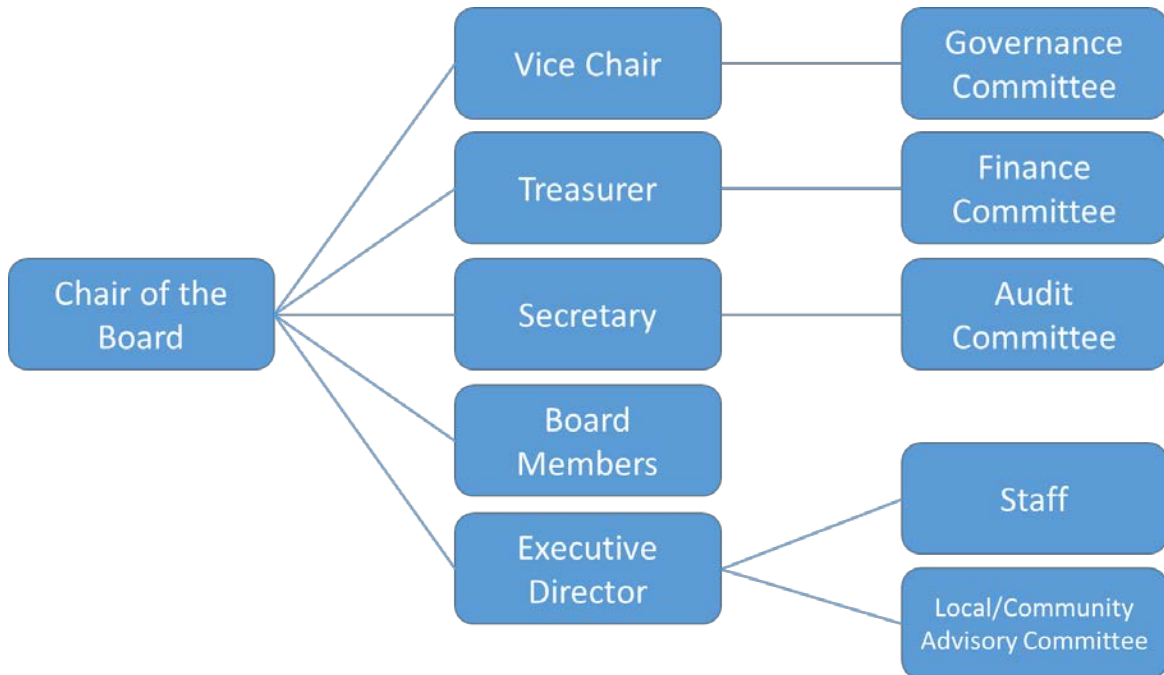 Chair of the
Board
Vice Chair
Treasurer
Secretary
Board
Members
Executive
Director
Governance
Committee
Finance
Committee
Audit
Committee
Staff
Local/Community
Advisory Committee